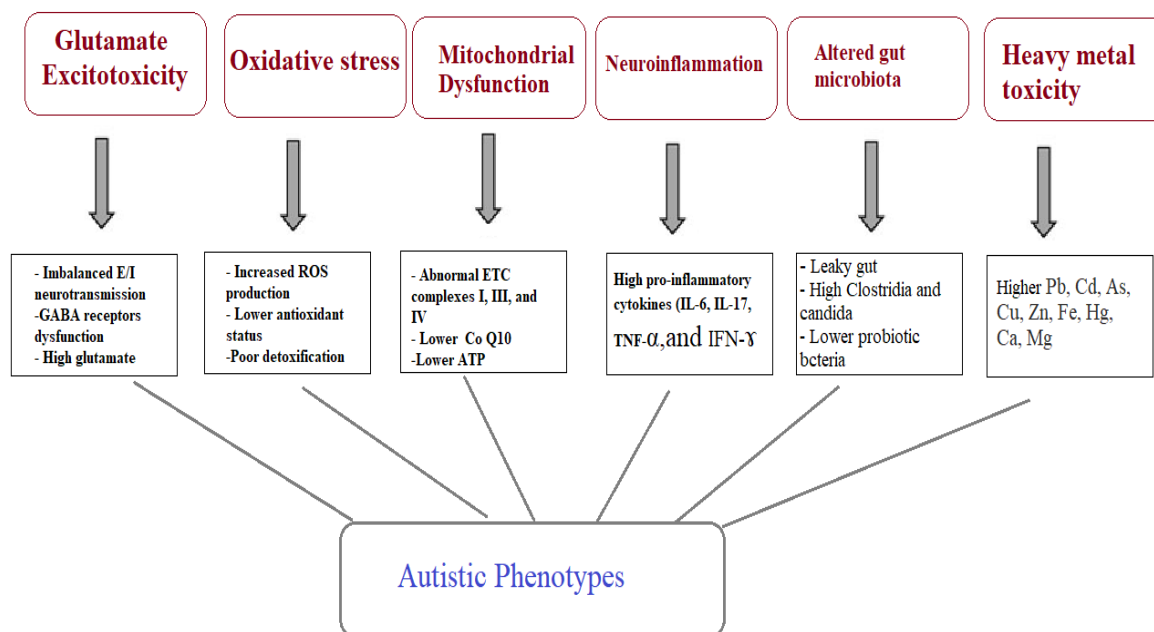 Glutamate
Excitotoxicity
Oxidative stress
Mitochondrial
Dysfunction
Neuroinflammation
Altered gut
microbiota
Heavy metal
toxicity
- Imbalanced E/I
neurotransmission
-GABA receptors
dysfunction
- High glutamate
- Increased ROS
production
- Lower antioxidant
status
-Poor detoxification
- Abnormal ETC
complexes I, III, and
IV
- Lower Co Q10
-Lower ATP
High pro-inflammatory
cytokines (IL-6, IL-17,
TNF-α,and IFN-ɤ
- Leaky gut
- High Clostridia and
candida
- Lower probiotic
bcteria
Higher Pb, Cd, As,
Cu, Zn, Fe, Hg,
Ca, Mg
Autistic Phenotypes